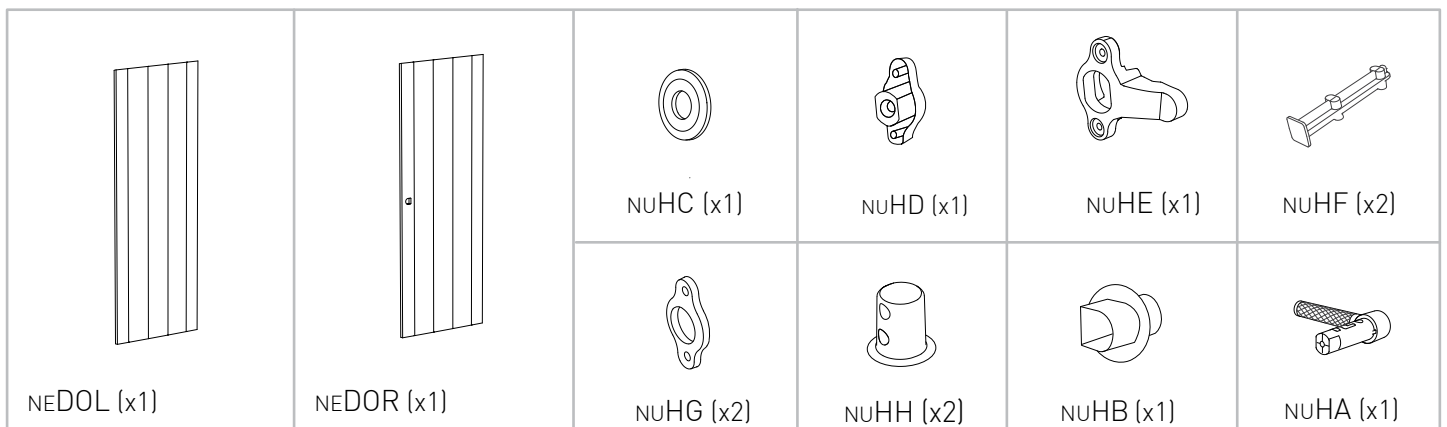 NUHC (x1)
NUHD (x1)
NUHE (x1)
NUHF (x2)
NEDOL (x1)
NEDOR (x1)
NUHG (x2)
NUHH (x2)
NUHB (x1)
NUHA (x1)